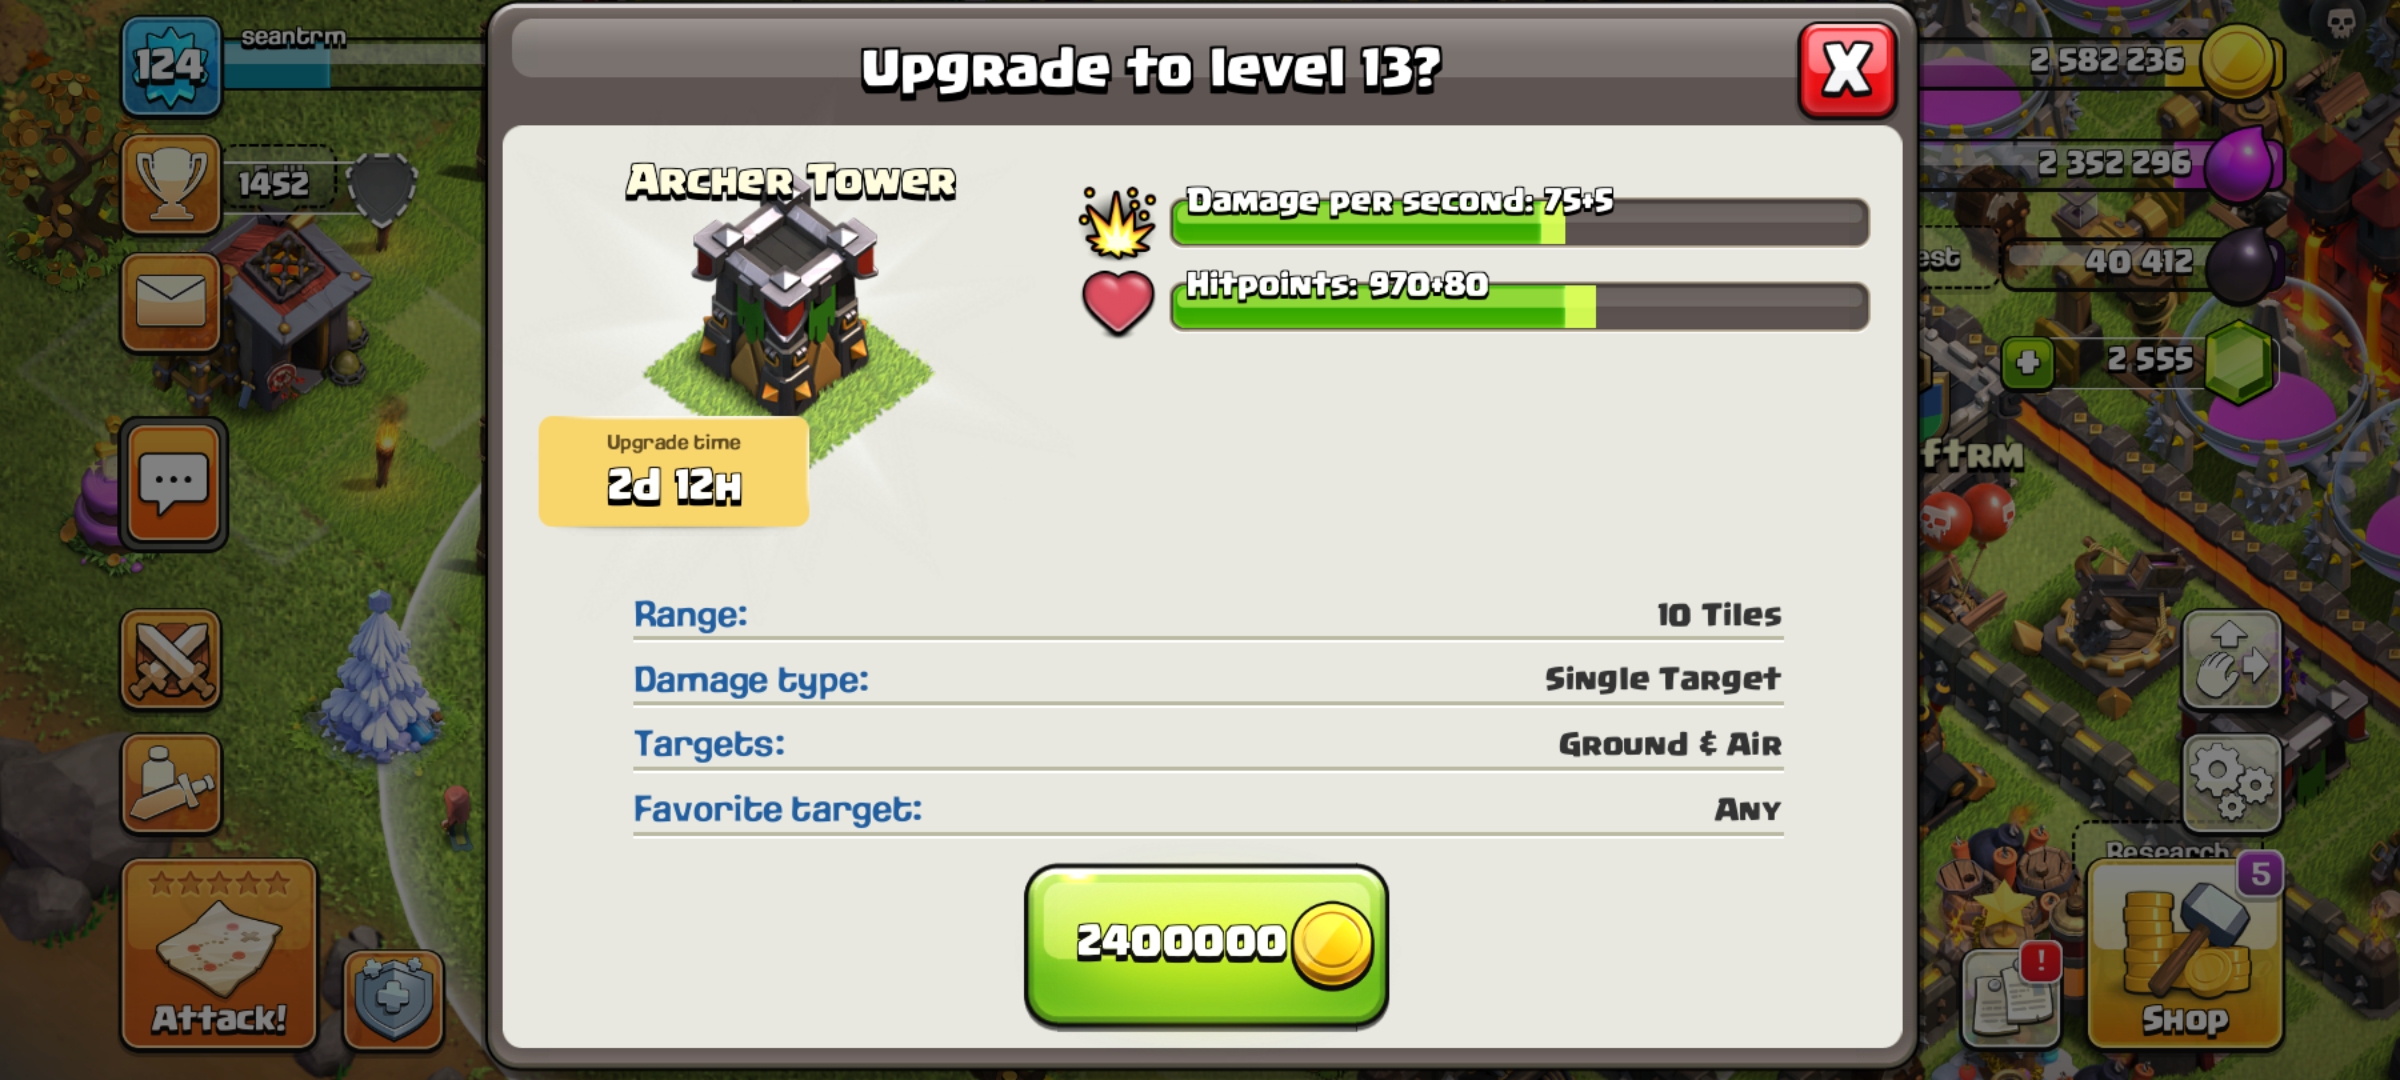 124
seantrm
Upgrade to level 13?
X
2 582 236
1452
Archer Tower
Damage per second: 75+5
2 352 296
Hitpoints: 970+80
40 412
2 555
Upgrade time
2d 12h
Range:
10 Tiles
Damage type:
Single Target
Targets:
Ground & Air
Favorite target:
Any
Research
5
2400000
!
Attack!
Shop